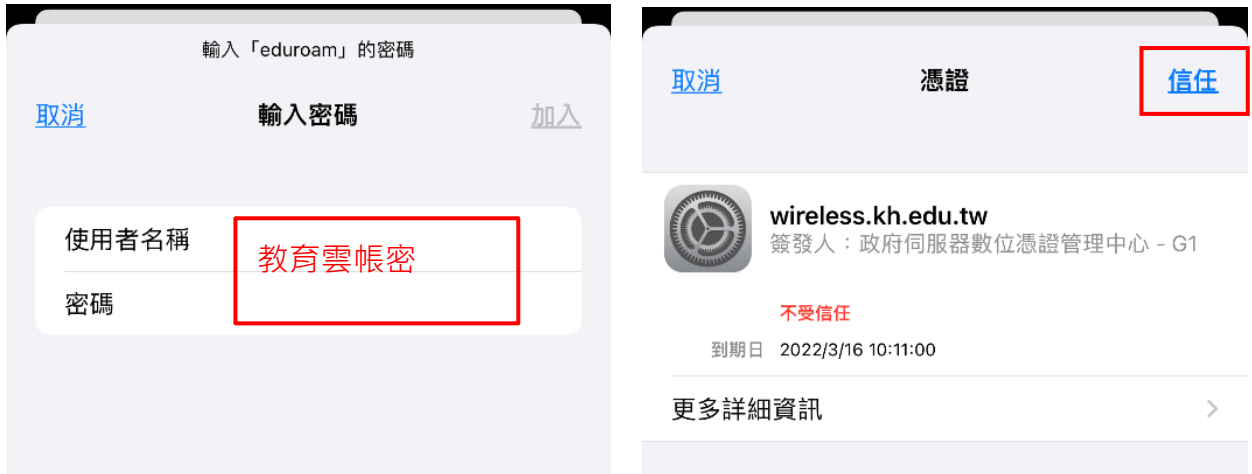 輸入「eduroam」的密碼
取消 輸入密碼 加入
使用者名稱
教育雲帳密
密碼
取消 憑證 信任
wireless.kh.edu.tw
簽發人：政府伺服器數位憑證管理中心 - G1
不受信任
到期日 2022/3/16 10:11:00
更多詳細資訊